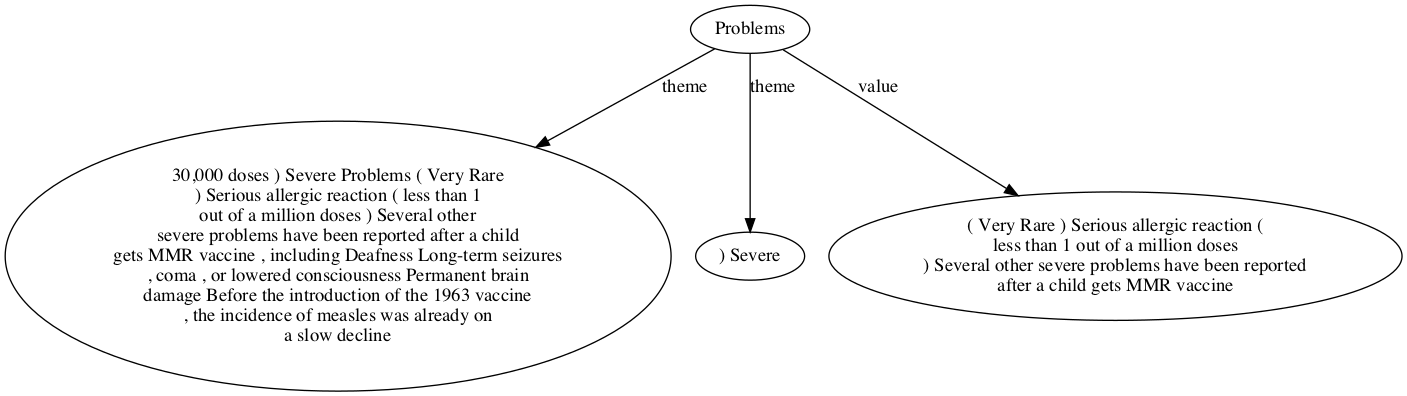 Problems
theme
theme
value
30,000 doses ) Severe Problems ( Very Rare
) Serious allergic reaction ( less than 1
out of a million doses ) Several other
severe problems have been reported after a child
gets MMR vaccine , including Deafness Long-term seizures
, coma , or lowered consciousness Permanent brain
damage Before the introduction of the 1963 vaccine
, the incidence of measles was already on
a slow decline
) Severe
( Very Rare ) Serious allergic reaction (
less than 1 out of a million doses
) Several other severe problems have been reported
after a child gets MMR vaccine